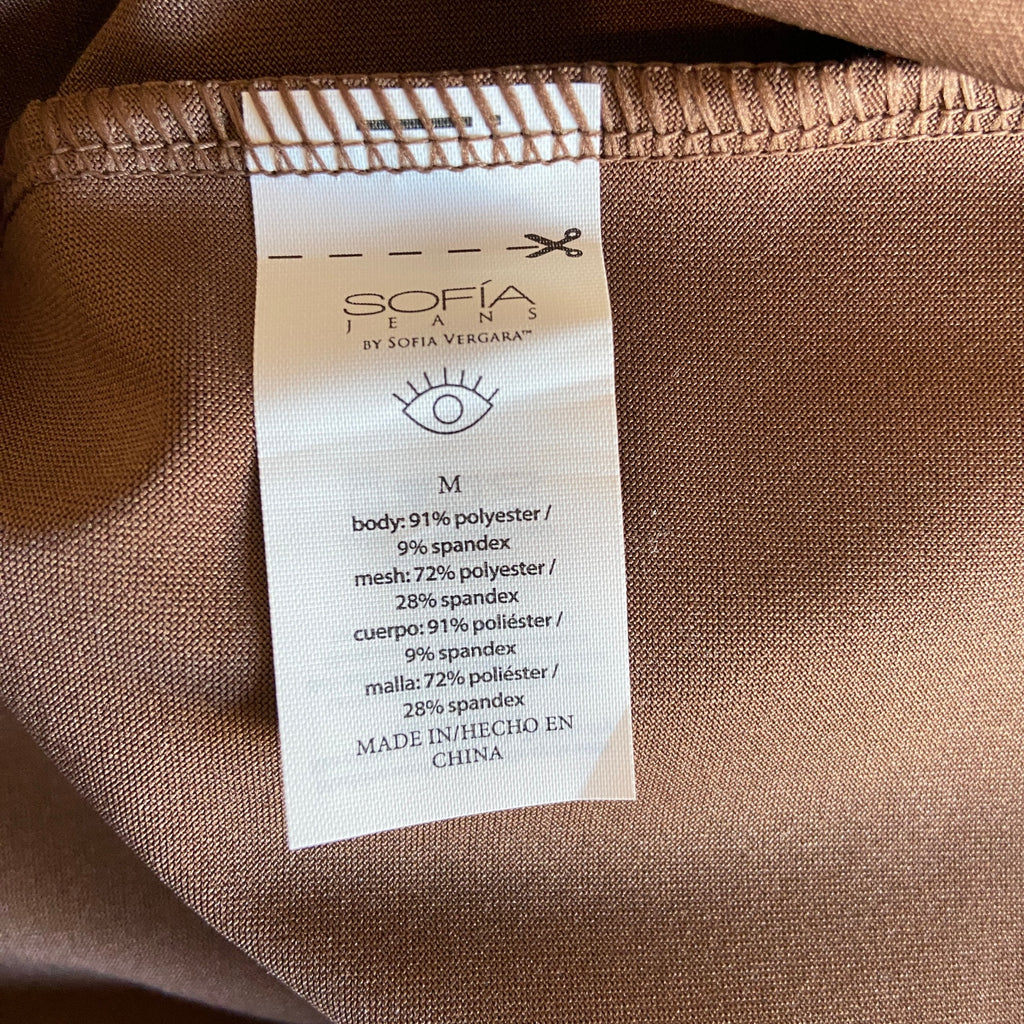 SOFÍA
JEANS
BY SOFIA VERGARA™
M
body: 91% polyester /
9% spandex
mesh: 72% polyester /
28% spandex
cuerpo: 91% poliéster /
9% spandex
malla: 72% poliéster /
28% spandex
MADE IN/HECHO EN
CHINA